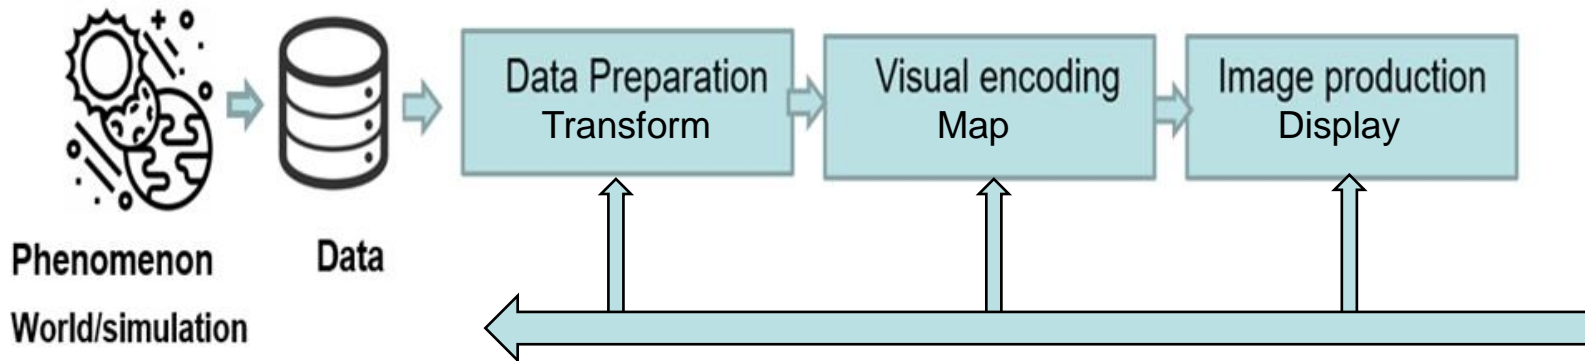 Data Preparation
Transform
Visual encoding
Map
Image production
Display
Phenomenon
World/simulation
Data